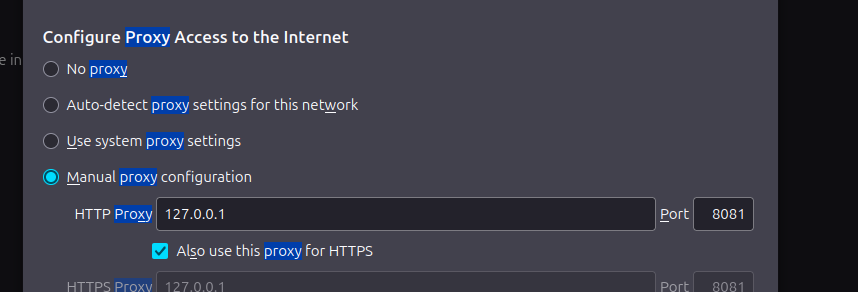 Configure Proxy Access to the Internet
e in
No proxy
Auto-detect proxy settings for this network
Use system proxy settings
Manual proxy configuration
HTTP Proxy 127.0.0.1 Port 8081
Also use this proxy for HTTPS
HTTPS Proxy 127.0.0.1 Port 8081